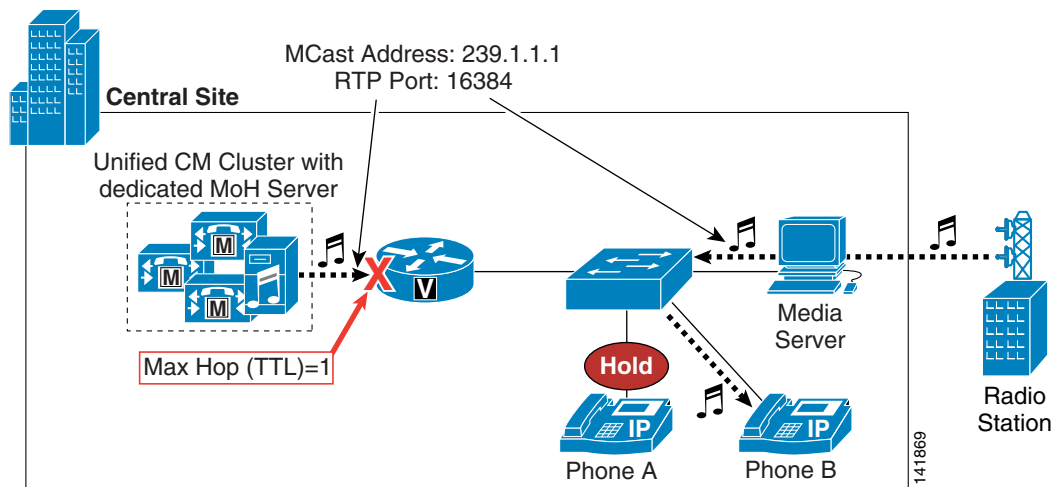 MCast Address: 239.1.1.1
RTP Port: 16384
Central Site
Unified CM Cluster with
dedicated MoH Server
M
M
M
V
Max Hop (TTL)=1
Media
Server
Hold
IP
IP
Phone A
Phone B
Radio
Station
141869